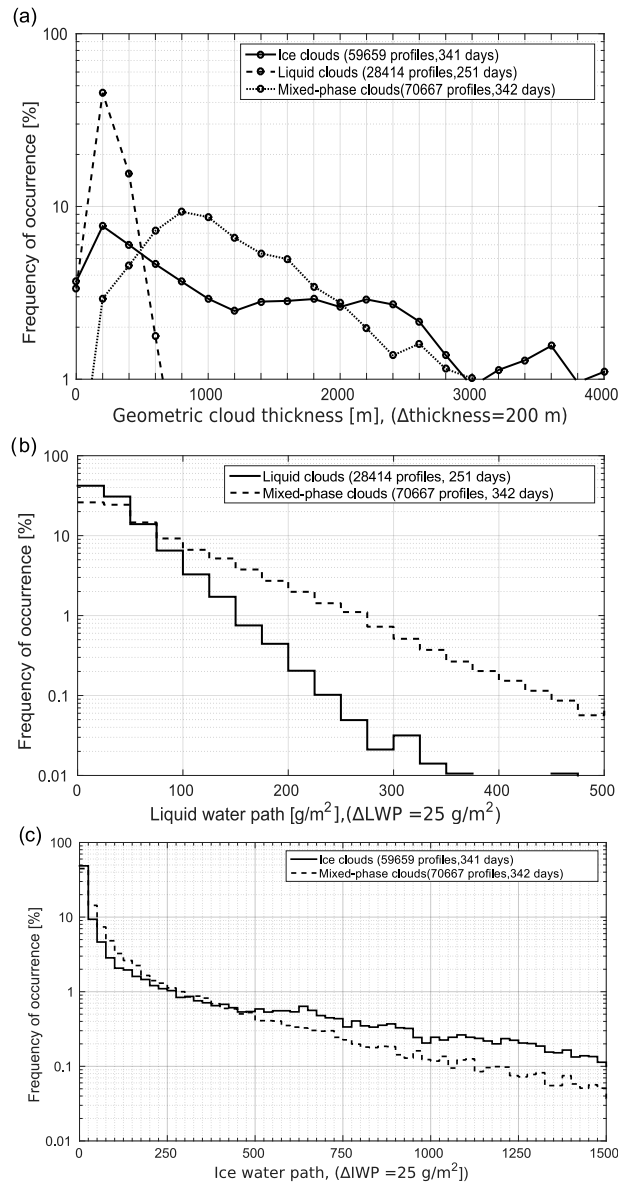 (a)
100
10
1
Frequency of occurrence [%]
Ice clouds (59659 profiles,341 days)
Liquid clouds (28414 profiles,251 days)
Mixed-phase clouds(70667 profiles,342 days)
0 1000 2000 3000 4000
Geometric cloud thickness [m], (Δthickness=200 m)
(b)
100
10
1
0.1
0.01
Frequency of occurrence [%]
Liquid clouds (28414 profiles, 251 days)
Mixed-phase clouds (70667 profiles, 342 days)
0 100 200 300 400 500
Liquid water path [g/m²],(ΔLWP =25 g/m²)
(c)
100
10
1
0.1
0.01
Frequency of occurrence [%]
Ice clouds (59659 profiles,341 days)
Mixed-phase clouds(70667 profiles,342 days)
0 250 500 750 1000 1250 1500
Ice water path, (ΔIWP =25 g/m²])